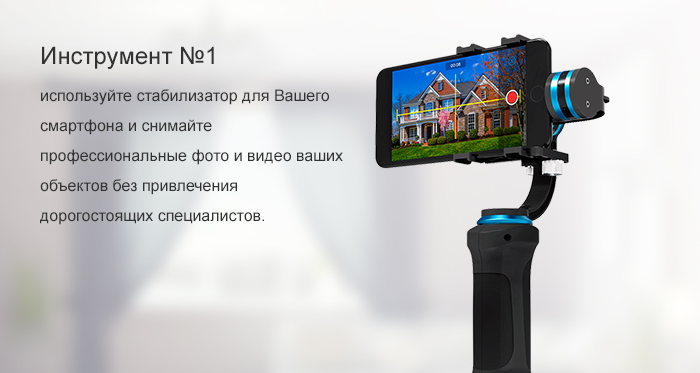 Инструмент №1
используйте стабилизатор для Вашего
смартфона и снимайте
профессиональные фото и видео ваших
объектов без привлечения
дорогостоящих специалистов.